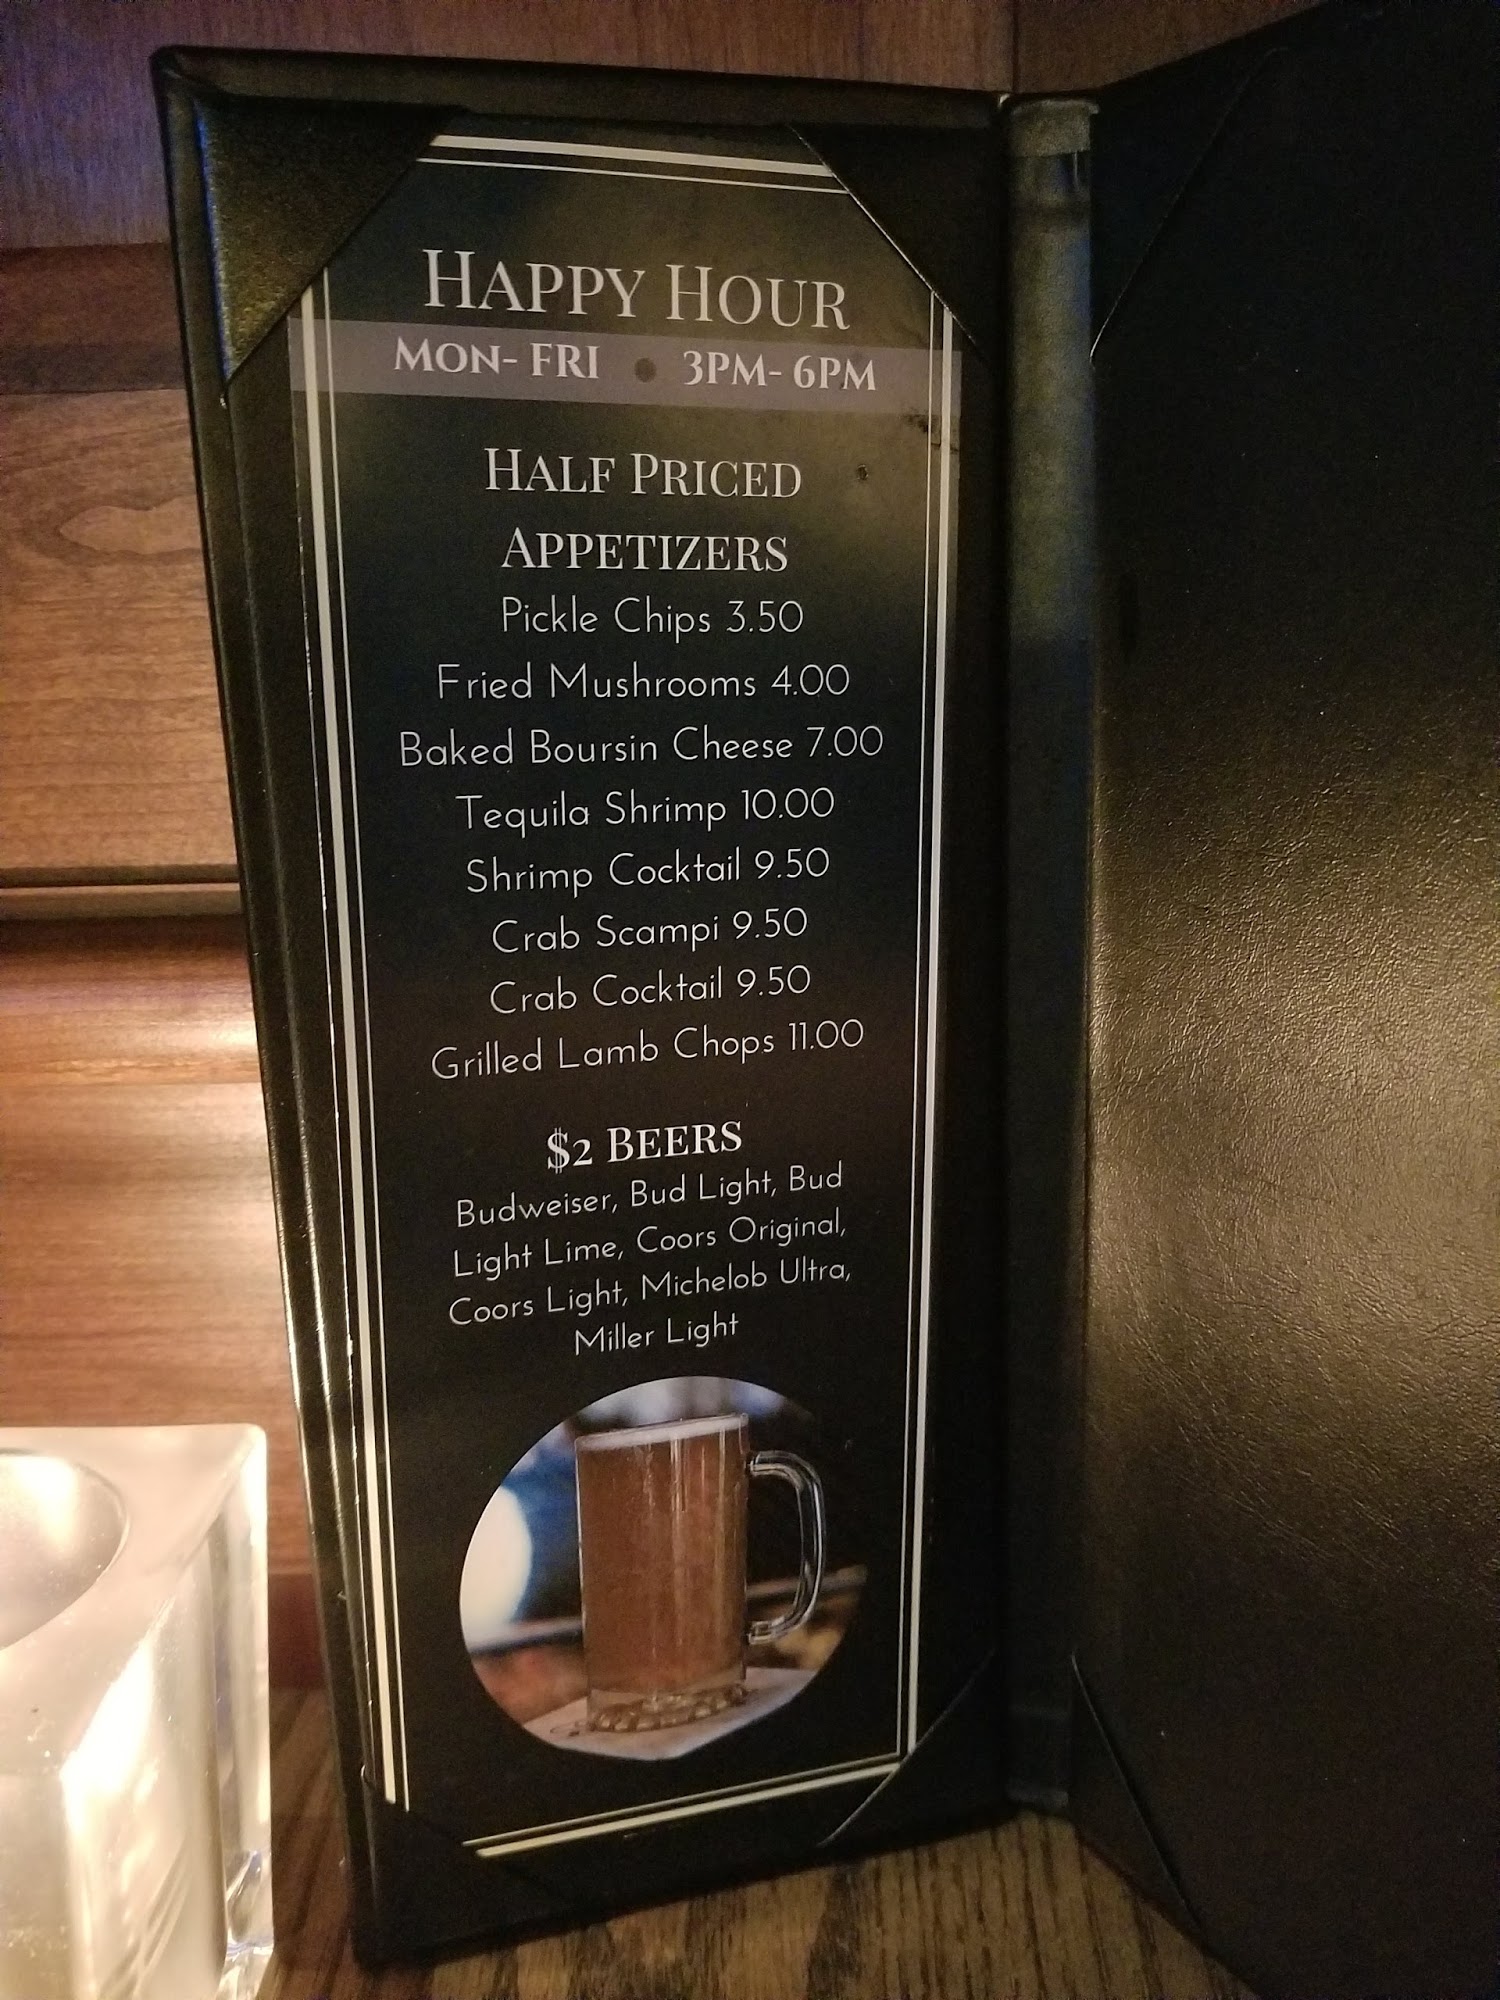 Happy Hour
Mon- Fri • 3pm- 6pm
Half Priced
Appetizers
Pickle Chips 3.50
Fried Mushrooms 4.00
Baked Boursin Cheese 7.00
Tequila Shrimp 10.00
Shrimp Cocktail 9.50
Crab Scampi 9.50
Crab Cocktail 9.50
Grilled Lamb Chops 11.00
$2 Beers
Budweiser, Bud Light, Bud
Light Lime, Coors Original,
Coors Light, Michelob Ultra,
Miller Light